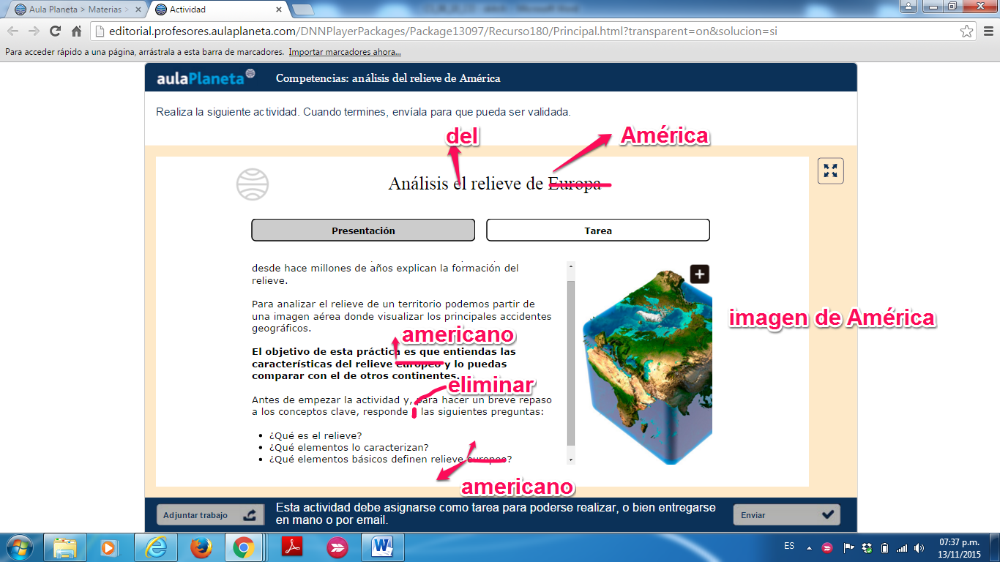 Aula Planeta > Materias >
Actividad
Microsoft Word
editorial.profesores.aulaplaneta.com/DNNPlayerPackages/Package13097/Recurso180/Principal.html?transparent=on&solucion=si
Para acceder rápido a una página, arrástrala a esta barra de marcadores. Importar marcadores ahora...
aulaPlaneta
Competencias: análisis del relieve de América
Realiza la siguiente actividad. Cuando termines, envíala para que pueda ser validada.
del
América
Análisis el relieve de Europa
Presentación
Tarea
desde hace millones de años explican la formación del
relieve.
Para analizar el relieve de un territorio podemos partir de
una imagen aérea donde visualizar los principales accidentes
geográficos.
americano
imagen de América
El objetivo de esta práctica es que entiendas las
características del relieve europeo y lo puedas
comparar con el de otros continentes.
eliminar
Antes de empezar la actividad y, para hacer un breve repaso
a los conceptos clave, responde las siguientes preguntas:
• ¿Qué es el relieve?
• ¿Qué elementos lo caracterizan?
• ¿Qué elementos básicos definen relieve europeo?
americano
Adjuntar trabajo
Esta actividad debe asignarse como tarea para poderse realizar, o bien entregarse
en mano o por email.
Enviar
ES
07:37 p.m.
13/11/2015